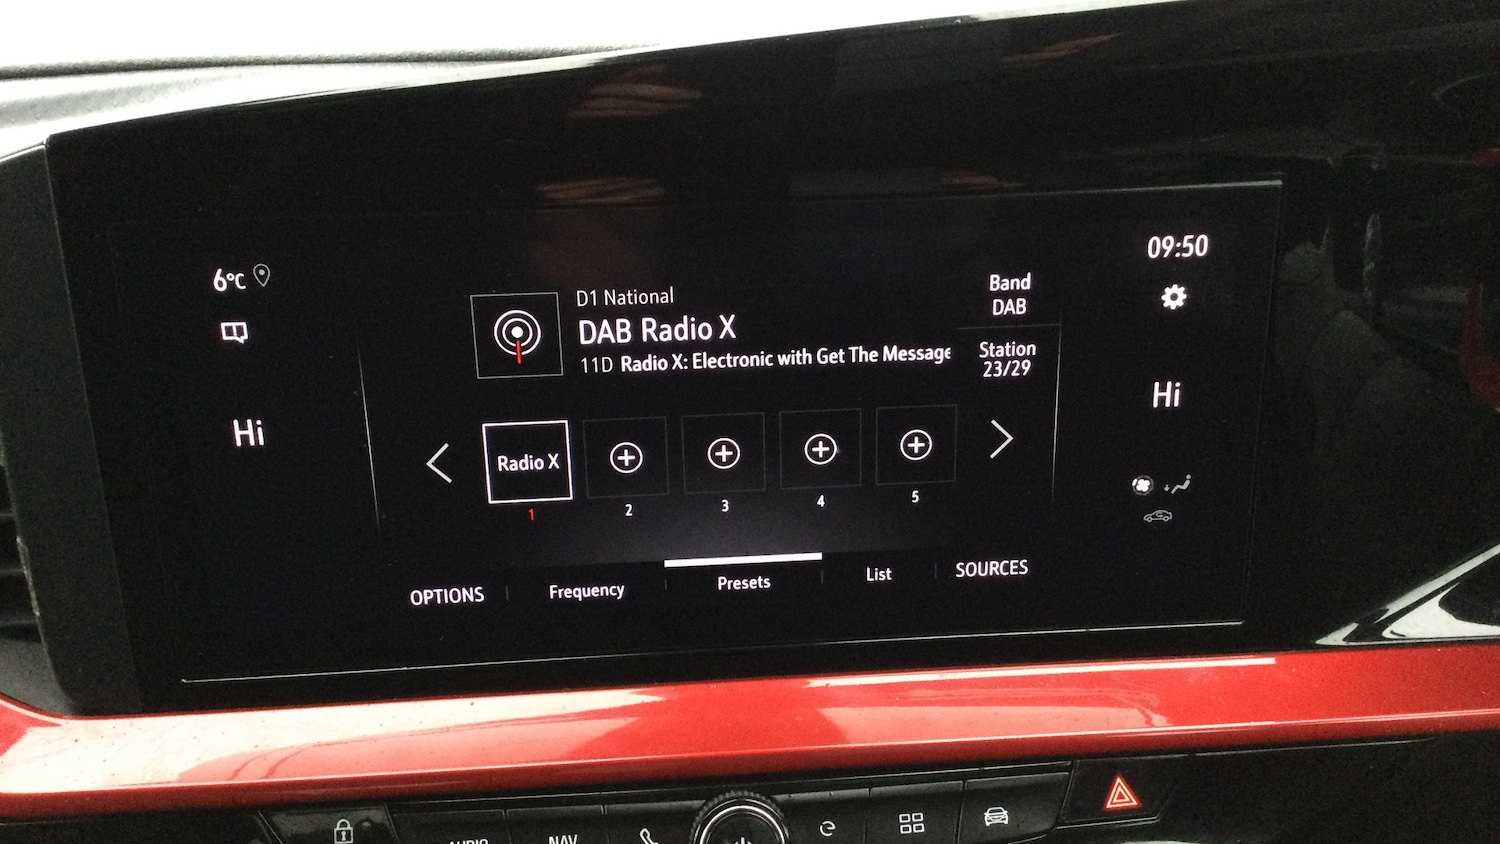 6°C
09:50
D1 National
DAB Radio X
11D Radio X: Electronic with Get The Message
Band
DAB
Station
23/29
Hi
Hi
Radio X
1
2
3
4
5
OPTIONS
Frequency
Presets
List
SOURCES
AUDIO
NAV